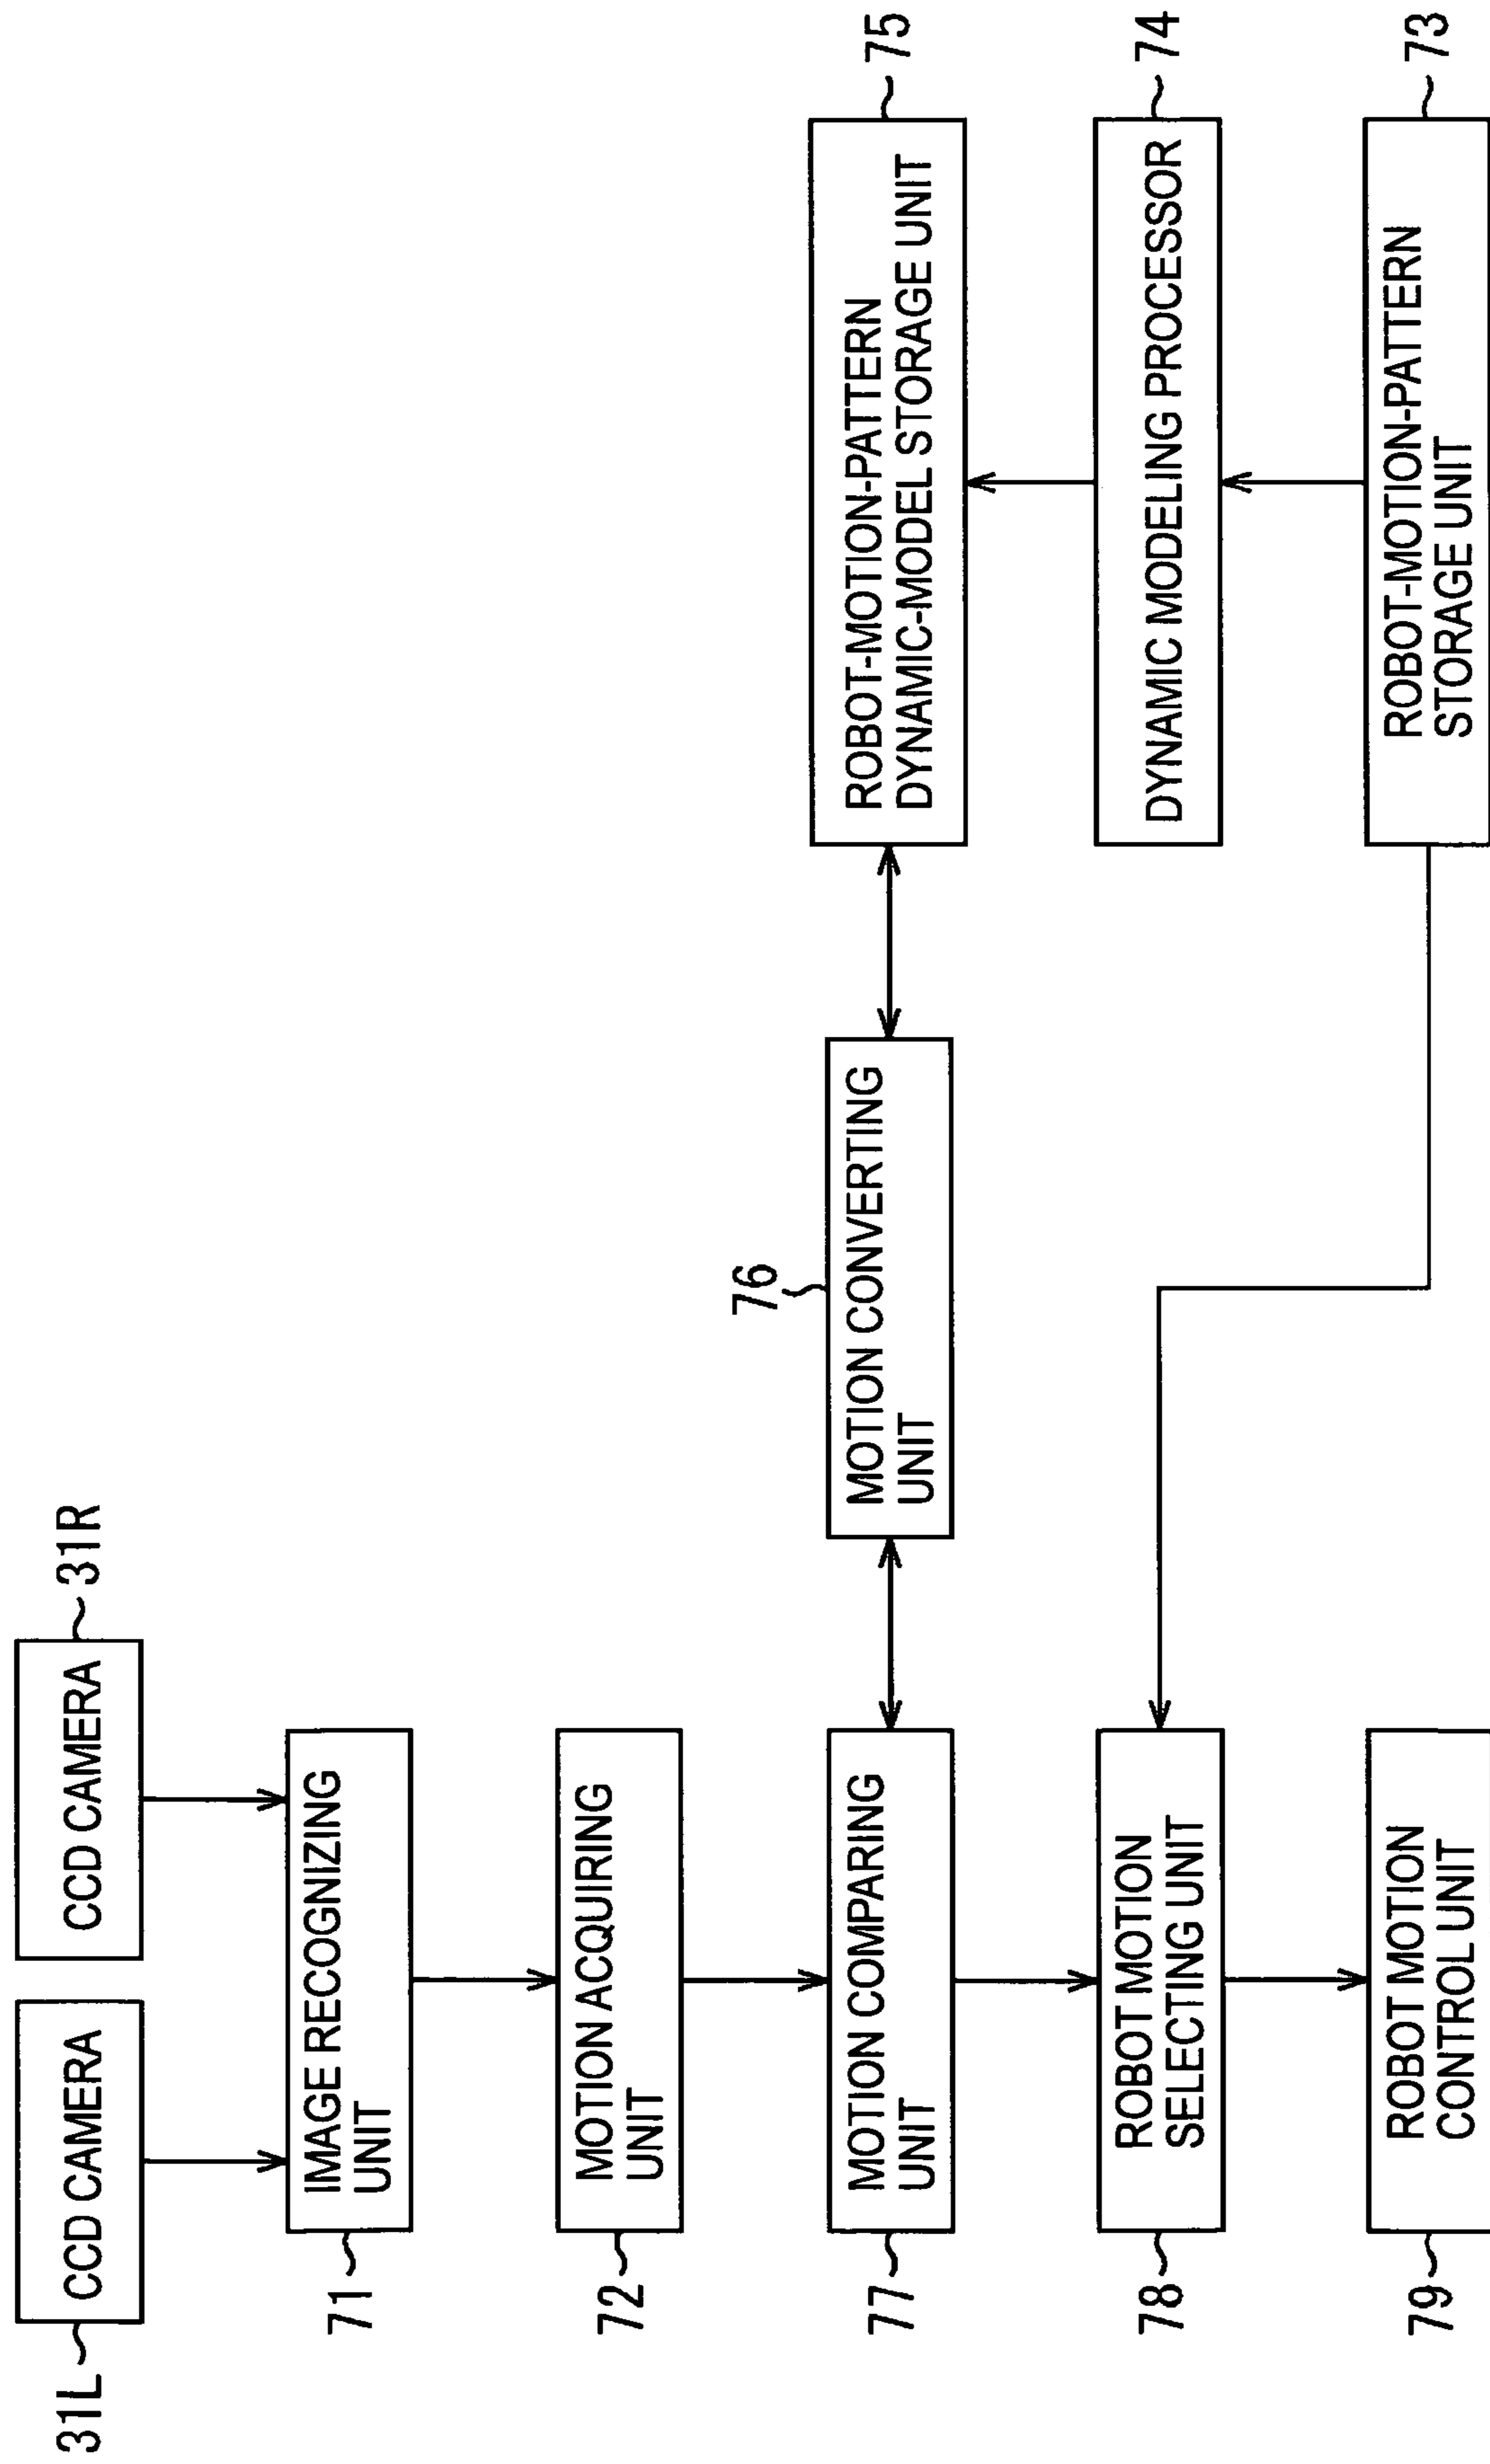 31L
CCD CAMERA
CCD CAMERA
31R
71
IMAGE RECOGNIZING
UNIT
72
MOTION ACQUIRING
UNIT
77
MOTION COMPARING
UNIT
76
MOTION CONVERTING
UNIT
75
ROBOT-MOTION-PATTERN
DYNAMIC-MODEL STORAGE UNIT
78
ROBOT MOTION
SELECTING UNIT
74
DYNAMIC MODELING PROCESSOR
79
ROBOT MOTION
CONTROL UNIT
73
ROBOT-MOTION-PATTERN
STORAGE UNIT